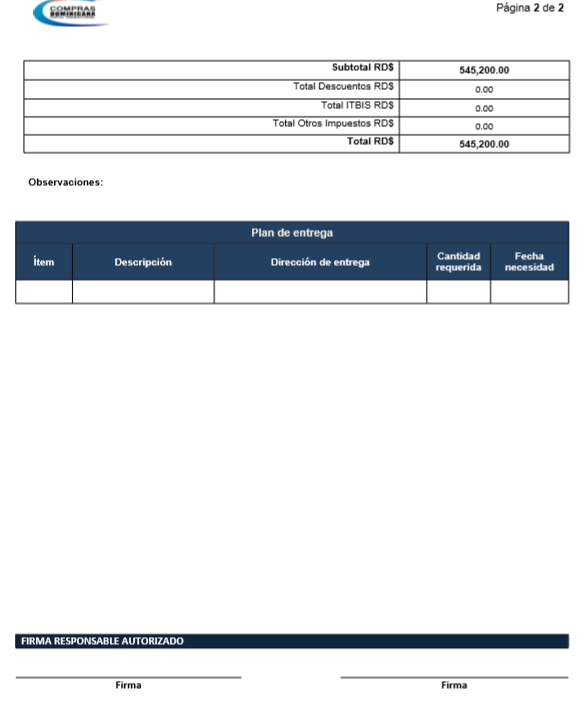 COMPRAS
DOMINICANA
Página 2 de 2
Subtotal RD$ 545,200.00
Total Descuentos RD$ 0.00
Total ITBIS RD$ 0.00
Total Otros Impuestos RD$ 0.00
Total RD$ 545,200.00
Observaciones:
Plan de entrega
Ítem Descripción Dirección de entrega Cantidad requerida Fecha necesidad
FIRMA RESPONSABLE AUTORIZADO
Firma Firma